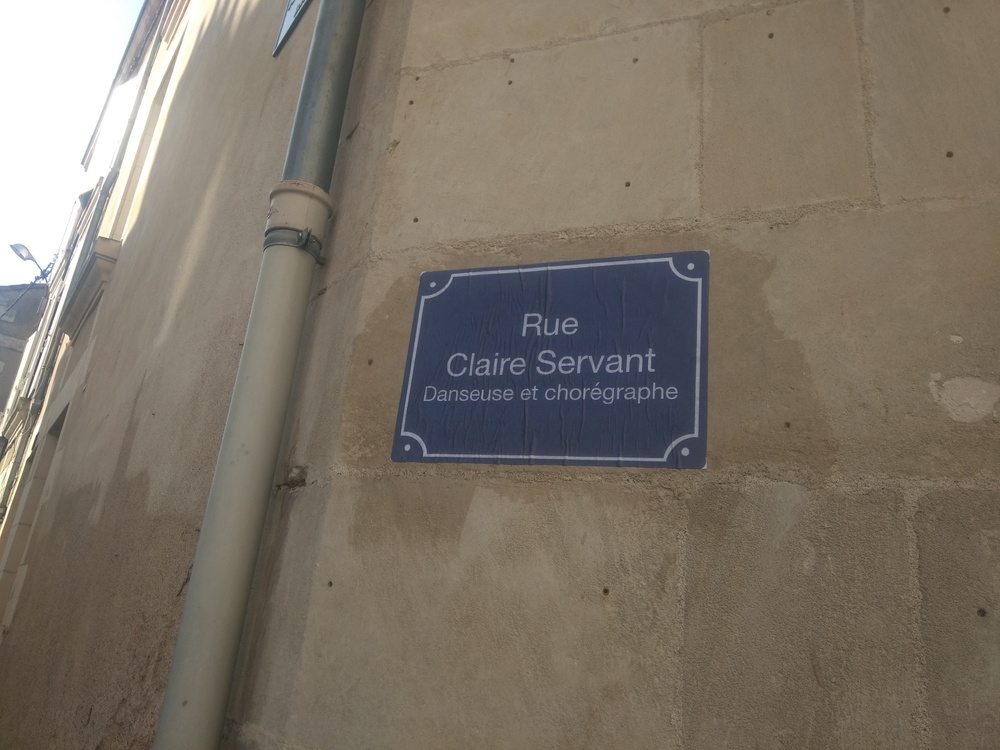 Rue
Claire Servant
Danseuse et chorégraphe